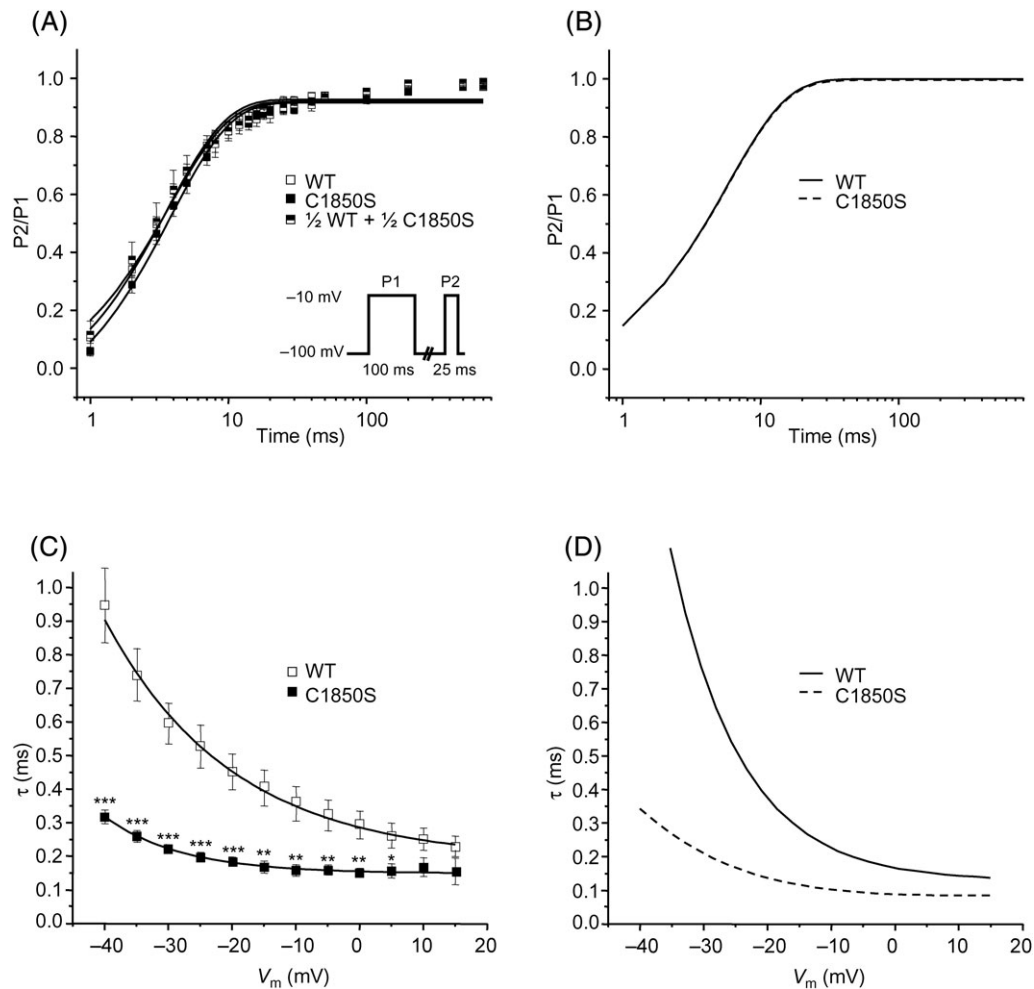 (A)
P2/P1
1.0
0.8
0.6
0.4
0.2
0.0
WT
C1850S
½ WT + ½ C1850S
P1 P2
–10 mV
–100 mV
100 ms 25 ms
1 10 100
Time (ms)
(B)
P2/P1
1.0
0.8
0.6
0.4
0.2
0.0
WT
C1850S
1 10 100
Time (ms)
(C)
τ (ms)
1.0
0.9
0.8
0.7
0.6
0.5
0.4
0.3
0.2
0.1
0.0
WT
C1850S
*** *** *** *** *** ** ** ** ** *
–40 –30 –20 –10 0 10 20
Vm (mV)
(D)
τ (ms)
1.0
0.9
0.8
0.7
0.6
0.5
0.4
0.3
0.2
0.1
0.0
WT
C1850S
–40 –30 –20 –10 0 10 20
Vm (mV)